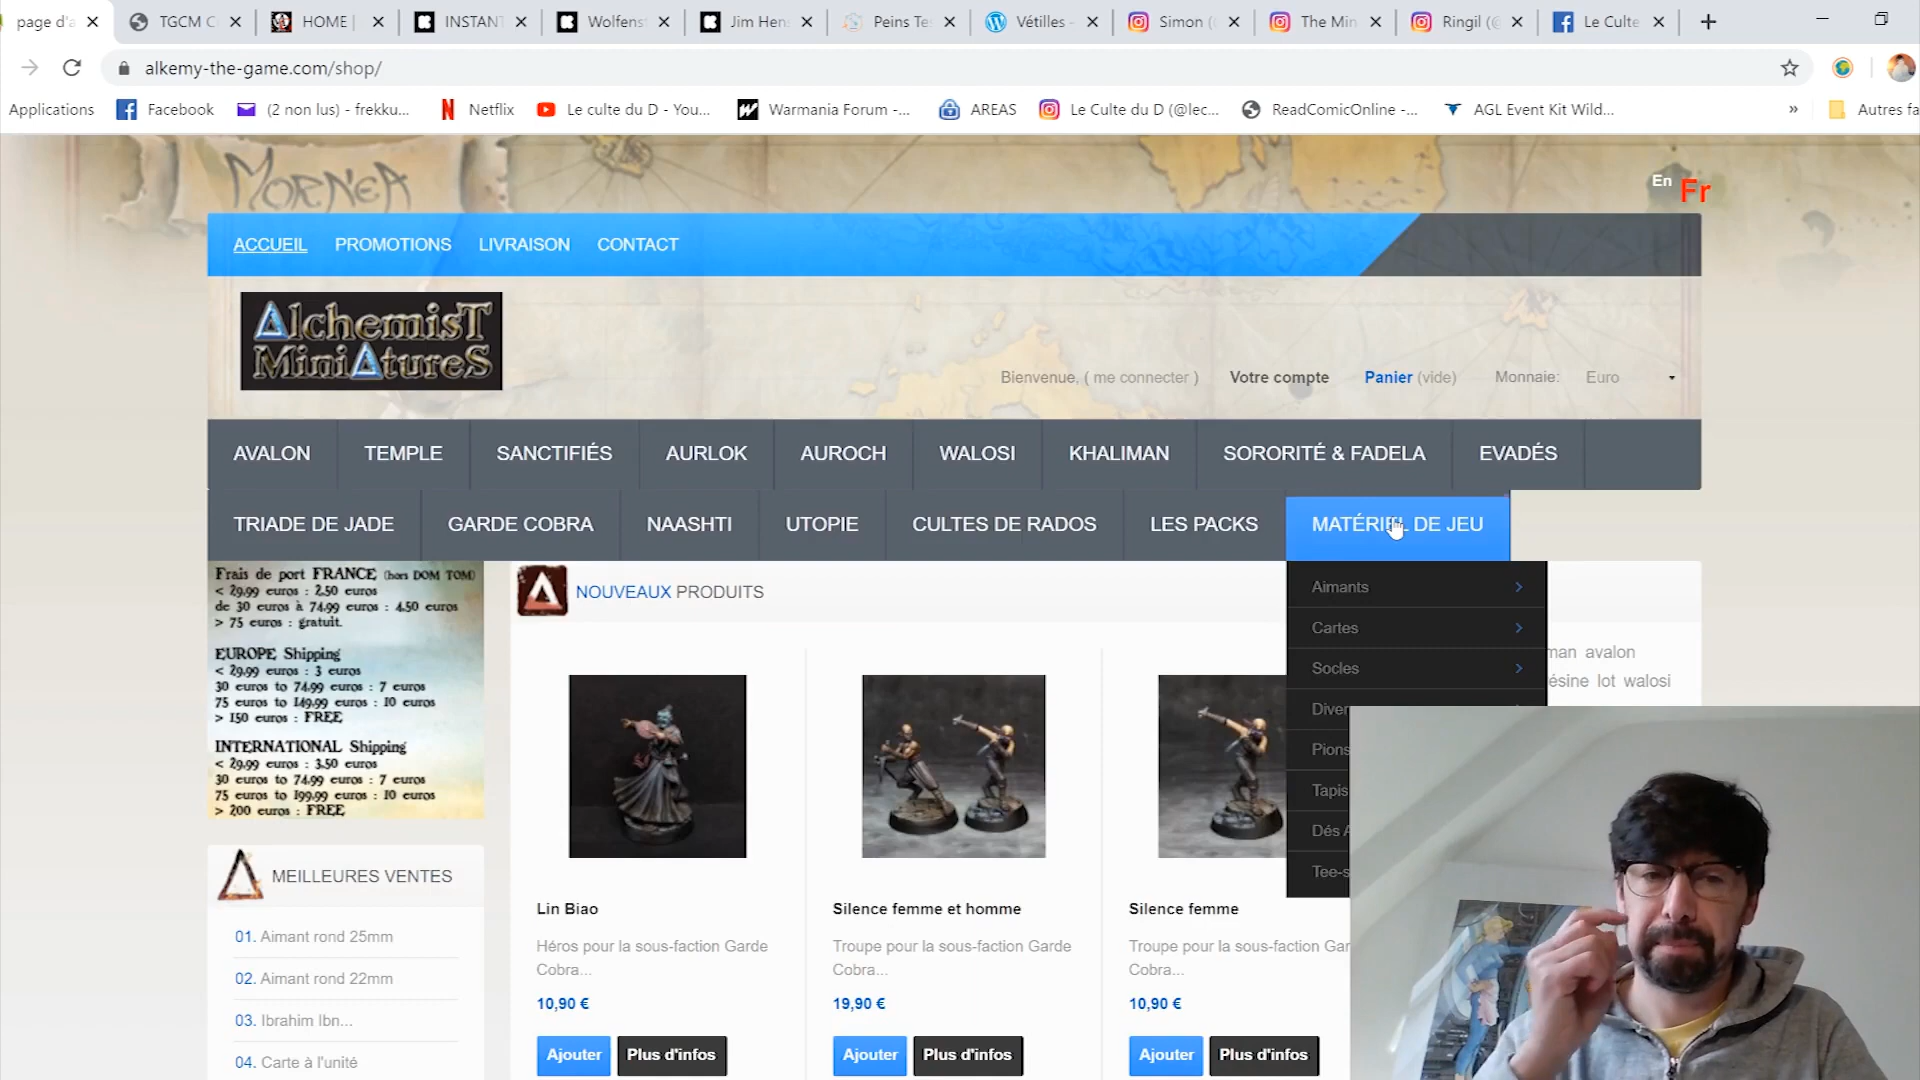 page d'a
TGCM C
HOME |
INSTAN
Wolfens
Jim Hen
Peins Te
Vétilles -
Simon (
The Min
Ringil (@
Le Culte
alkemy-the-game.com/shop/
Applications
Facebook
(2 non lus) - frekku...
Netflix
Le culte du D - You...
Warmania Forum -...
AREAS
Le Culte du D (@lec...
ReadComicOnline -...
AGL Event Kit Wild...
»
Autres fa
MORNEA
En Fr
ACCUEIL PROMOTIONS LIVRAISON CONTACT
AlchemisT
MiniAtureS
Bienvenue, ( me connecter ) Votre compte Panier (vide) Monnaie: Euro
AVALON TEMPLE SANCTIFIÉS AURLOK AUROCH WALOSI KHALIMAN SORORITÉ & FADELA EVADÉS
TRIADE DE JADE GARDE COBRA NAASHTI UTOPIE CULTES DE RADOS LES PACKS MATÉRIEL DE JEU
Aimants
Cartes
Socles
Diver
Pions
Tapis
Dés A
Tee-s
man avalon
ésine lot walosi
Frais de port FRANCE (hors DOM TOM)
< 29,99 euros : 2,50 euros
de 30 euros à 74,99 euros : 4,50 euros
> 75 euros : gratuit.
EUROPE Shipping
< 29,99 euros : 3 euros
30 euros to 74,99 euros : 7 euros
75 euros to 149,99 euros : 10 euros
> 150 euros : FREE
INTERNATIONAL Shipping
< 29,99 euros : 3,50 euros
30 euros to 74,99 euros : 7 euros
75 euros to 199,99 euros : 10 euros
> 200 euros : FREE
MEILLEURES VENTES
01. Aimant rond 25mm
02. Aimant rond 22mm
03. Ibrahim Ibn...
04. Carte à l'unité
NOUVEAUX PRODUITS
Lin Biao
Héros pour la sous-faction Garde
Cobra...
10,90 €
Ajouter Plus d'infos
Silence femme et homme
Troupe pour la sous-faction Garde
Cobra...
19,90 €
Ajouter Plus d'infos
Silence femme
Troupe pour la sous-faction Gar
Cobra...
10,90 €
Ajouter Plus d'infos